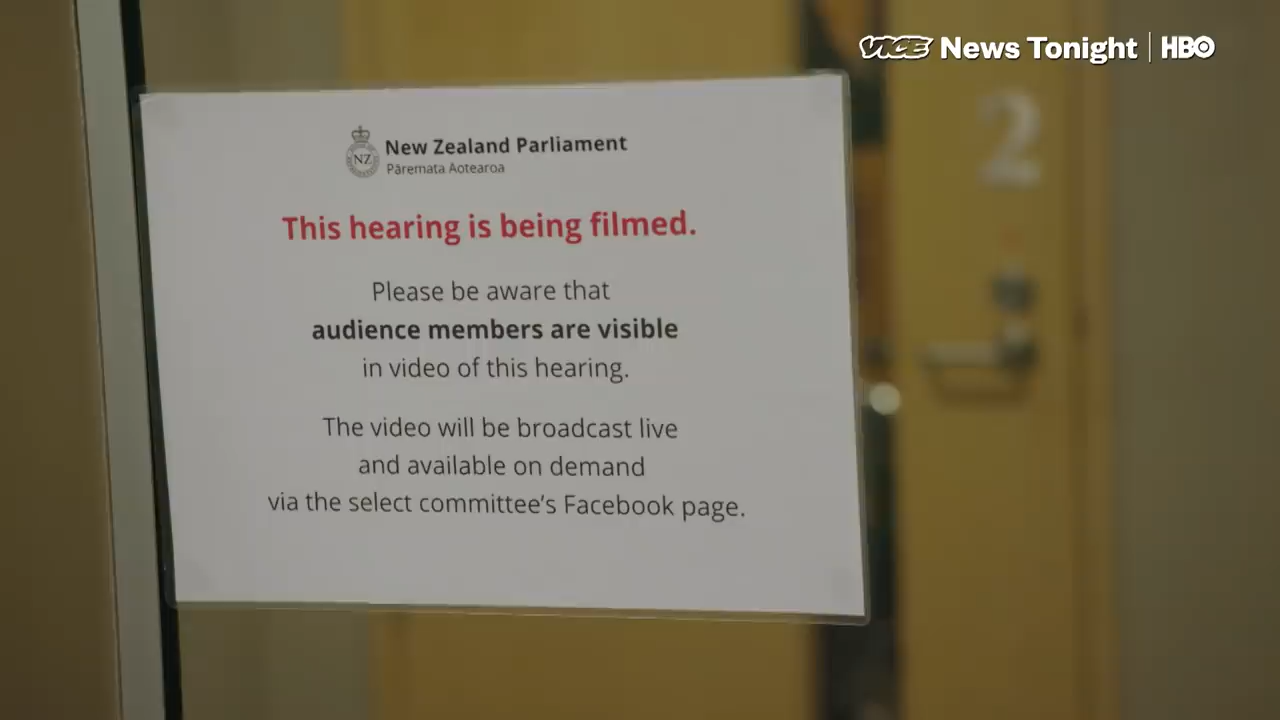 VICE News Tonight | HBO
2
NZ
New Zealand Parliament
Pāremata Aotearoa
This hearing is being filmed.
Please be aware that
audience members are visible
in video of this hearing.
The video will be broadcast live
and available on demand
via the select committee's Facebook page.